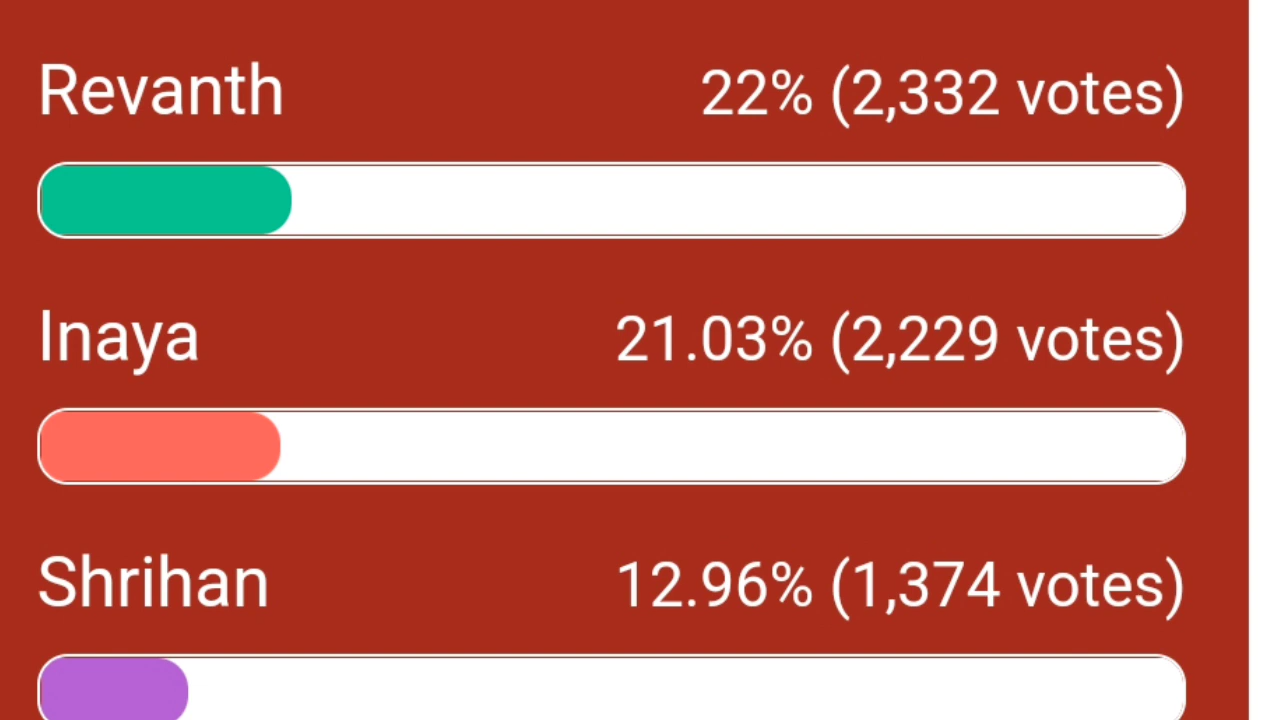 Revanth 22% (2,332 votes)
Inaya 21.03% (2,229 votes)
Shrihan 12.96% (1,374 votes)